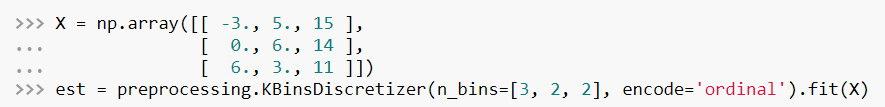 >>> X = np.array([[ -3., 5., 15 ],
...               [  0., 6., 14 ],
...               [  6., 3., 11 ]])
>>> est = preprocessing.KBinsDiscretizer(n_bins=[3, 2, 2], encode='ordinal').fit(X)